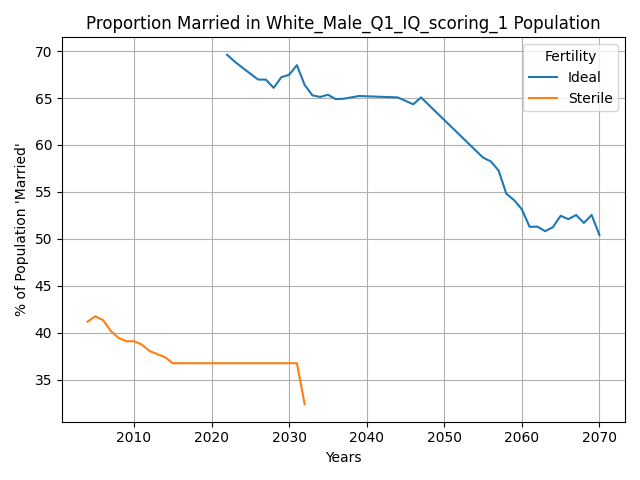 Proportion Married in White_Male_Q1_IQ_scoring_1 Population
Fertility
Ideal
Sterile
% of Population 'Married'
70
65
60
55
50
45
40
35
2010 2020 2030 2040 2050 2060 2070
Years